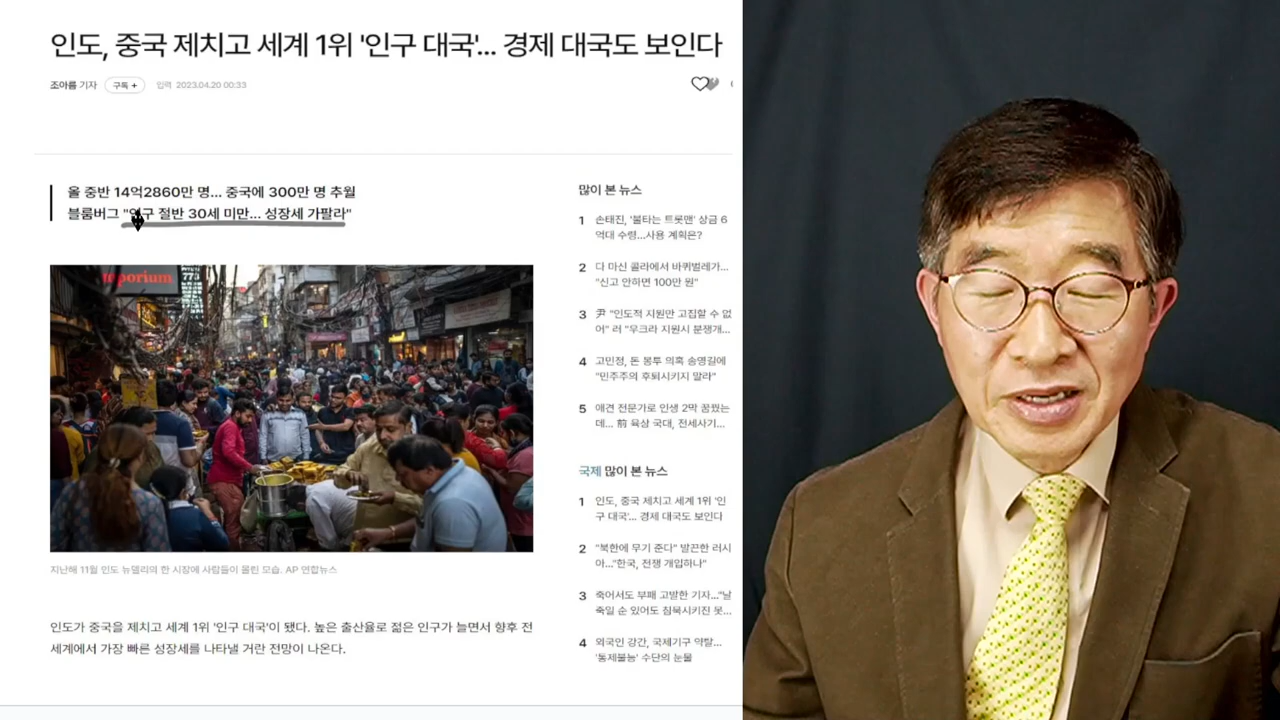 인도, 중국 제치고 세계 1위 '인구 대국'... 경제 대국도 보인다
조아름 기자
구독 +
입력 2023.04.20 00:33
올 중반 14억2860만 명... 중국에 300만 명 추월
블룸버그 "인구 절반 30세 미만... 성장세 가팔라"
emporium
773
지난해 11월 인도 뉴델리의 한 시장에 사람들이 몰린 모습. AP 연합뉴스
인도가 중국을 제치고 세계 1위 '인구 대국'이 됐다. 높은 출산율로 젊은 인구가 늘면서 향후 전
세계에서 가장 빠른 성장세를 나타낼 거란 전망이 나온다.
많이 본 뉴스
1 손태진, '불타는 트롯맨' 상금 6
억대 수령...사용 계획은?
2 다 마신 콜라에서 바퀴벌레가...
"신고 안하면 100만 원"
3 尹 "인도적 지원만 고집할 수 없
어" 러 "우크라 지원시 분쟁개...
4 고민정, 돈 봉투 의혹 송영길에
"민주주의 후퇴시키지 말라"
5 애견 전문가로 인생 2막 꿈꿨는
데... 前 육상 국대, 전세사기...
국제 많이 본 뉴스
1 인도, 중국 제치고 세계 1위 '인
구 대국'... 경제 대국도 보인다
2 "북한에 무기 준다" 발끈한 러시
아..."한국, 전쟁 개입하나"
3 죽어서도 부패 고발한 기자..."날
죽일 순 있어도 침묵시키진 못...
4 외국인 강간, 국제기구 약탈...
'통제불능' 수단의 눈물